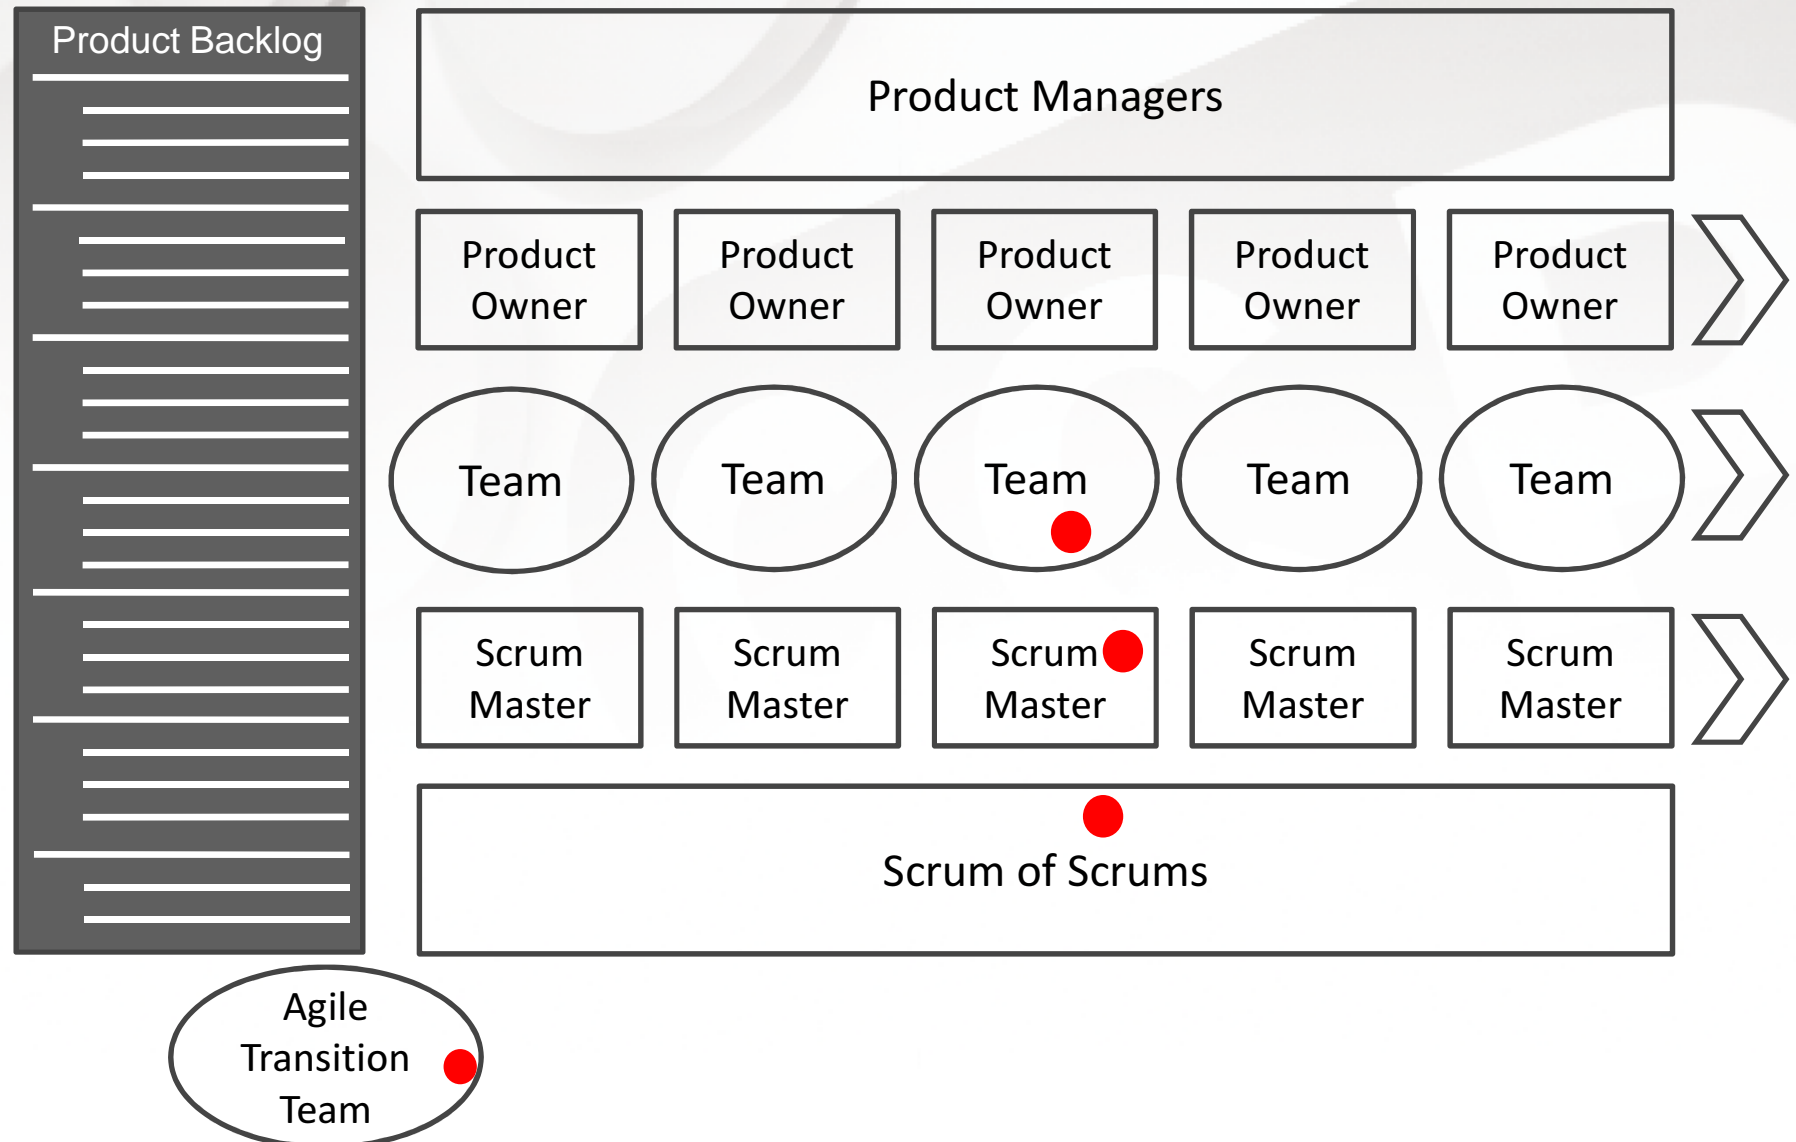 Product Backlog
Product Managers
Product
Owner
Product
Owner
Product
Owner
Product
Owner
Product
Owner
Team
Team
Team
Team
Team
Scrum
Master
Scrum
Master
Scrum
Master
Scrum
Master
Scrum
Master
Scrum of Scrums
Agile
Transition
Team